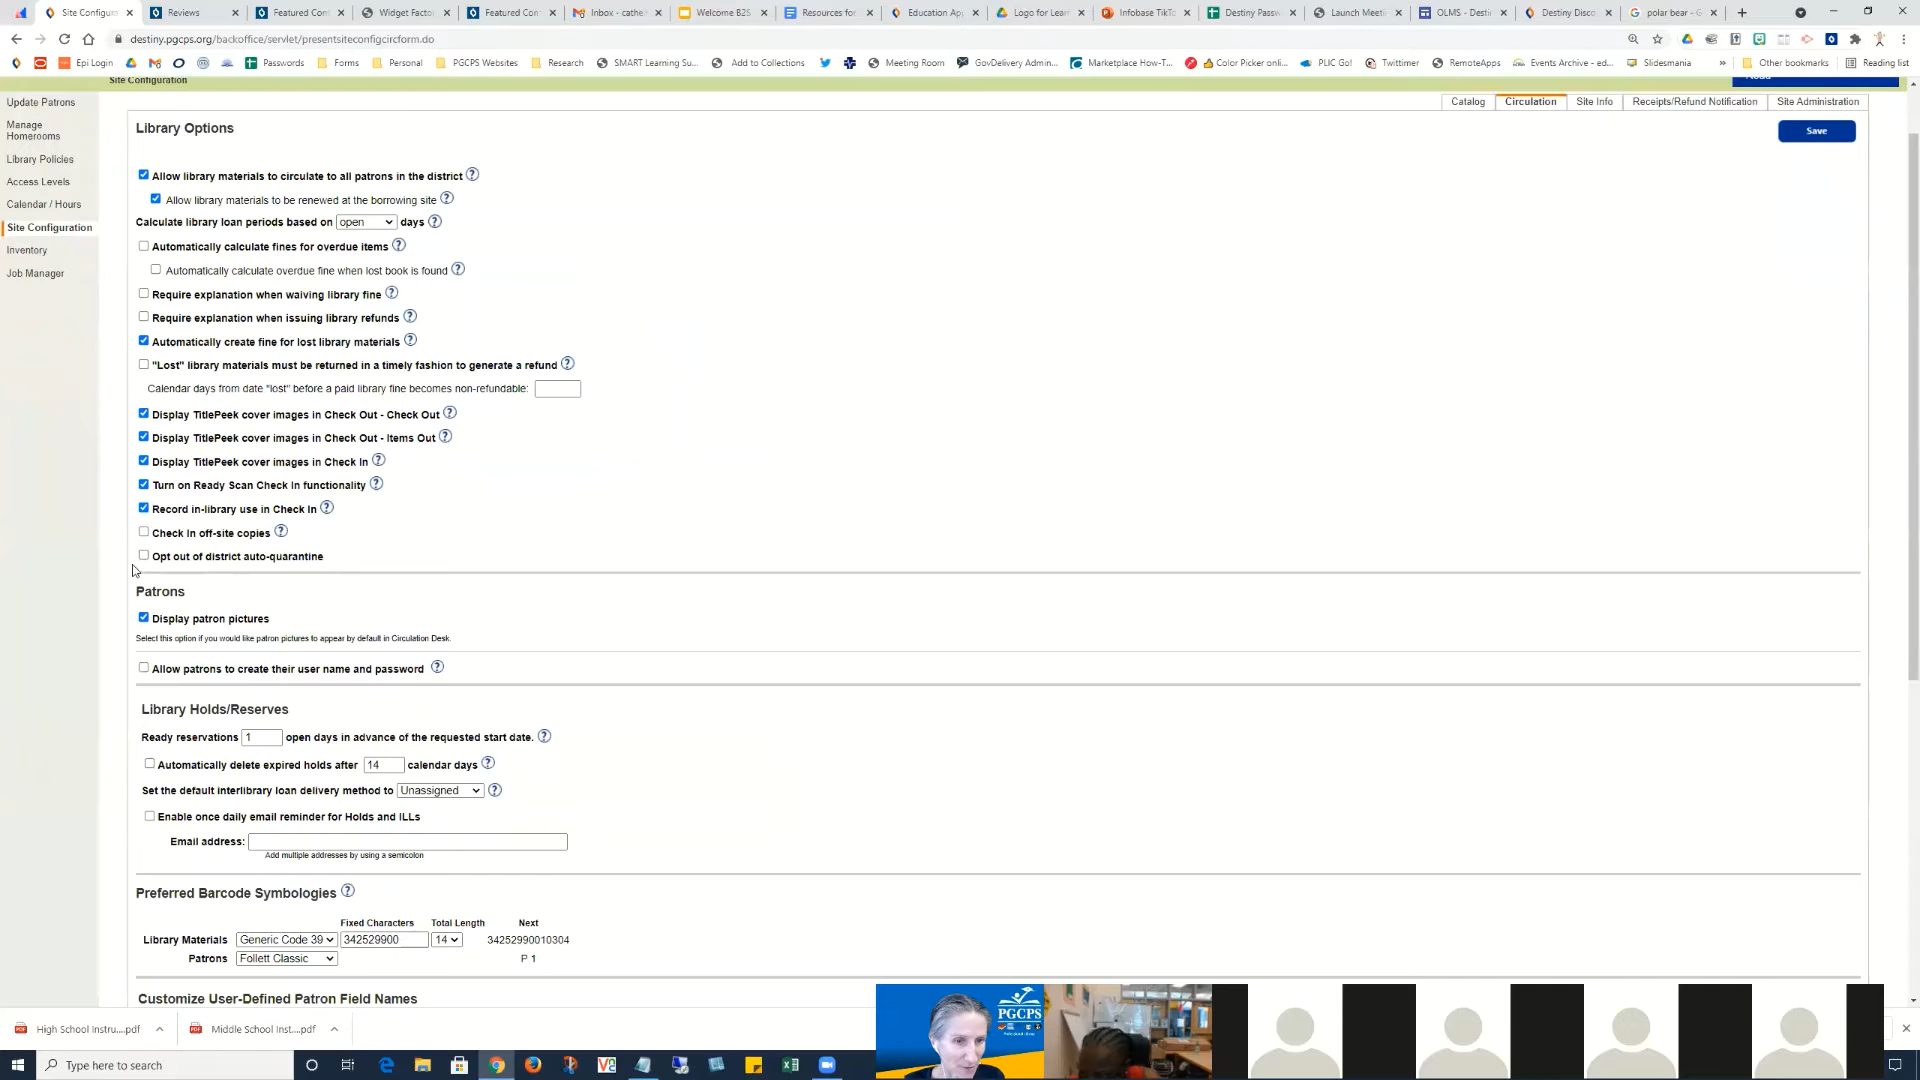 Site Configura
Reviews
Featured Con
Widget Facto
Featured Con
Inbox - cathe
Welcome B2S
Resources for
Education Ap
Logo for Lear
Infobase TikTo
Destiny Passw
Launch Meeti
OLMS - Desti
Destiny Disco
polar bear - G
destiny.pgcps.org/backoffice/servlet/presentsiteconfigcircform.do
Epi Login
Passwords
Forms
Personal
PGCPS Websites
Research
SMART Learning Su...
Add to Collections
Meeting Room
GovDelivery Admin...
Marketplace How-T...
Color Picker onli...
PLIC Go!
Twittimer
RemoteApps
Events Archive - ed...
Slidesmania
Other bookmarks
Reading list
Site Configuration
Update Patrons
Manage
Homerooms
Library Policies
Access Levels
Calendar / Hours
Site Configuration
Inventory
Job Manager
Catalog
Circulation
Site Info
Receipts/Refund Notification
Site Administration
Library Options
Save
Allow library materials to circulate to all patrons in the district ?
Allow library materials to be renewed at the borrowing site ?
Calculate library loan periods based on open days ?
Automatically calculate fines for overdue items ?
Automatically calculate overdue fine when lost book is found ?
Require explanation when waiving library fine ?
Require explanation when issuing library refunds ?
Automatically create fine for lost library materials ?
"Lost" library materials must be returned in a timely fashion to generate a refund ?
Calendar days from date "lost" before a paid library fine becomes non-refundable:
Display TitlePeek cover images in Check Out - Check Out ?
Display TitlePeek cover images in Check Out - Items Out ?
Display TitlePeek cover images in Check In ?
Turn on Ready Scan Check In functionality ?
Record in-library use in Check In ?
Check In off-site copies ?
Opt out of district auto-quarantine
Patrons
Display patron pictures
Select this option if you would like patron pictures to appear by default in Circulation Desk.
Allow patrons to create their user name and password ?
Library Holds/Reserves
Ready reservations 1 open days in advance of the requested start date. ?
Automatically delete expired holds after 14 calendar days ?
Set the default interlibrary loan delivery method to Unassigned ?
Enable once daily email reminder for Holds and ILLs
Email address:
Add multiple addresses by using a semicolon
Preferred Barcode Symbologies ?
Fixed Characters Total Length Next
Library Materials Generic Code 39 342529900 14 34252990010304
Patrons Follett Classic P 1
Customize User-Defined Patron Field Names
High School Instru....pdf
Middle School Inst....pdf
PGCPS
Type here to search